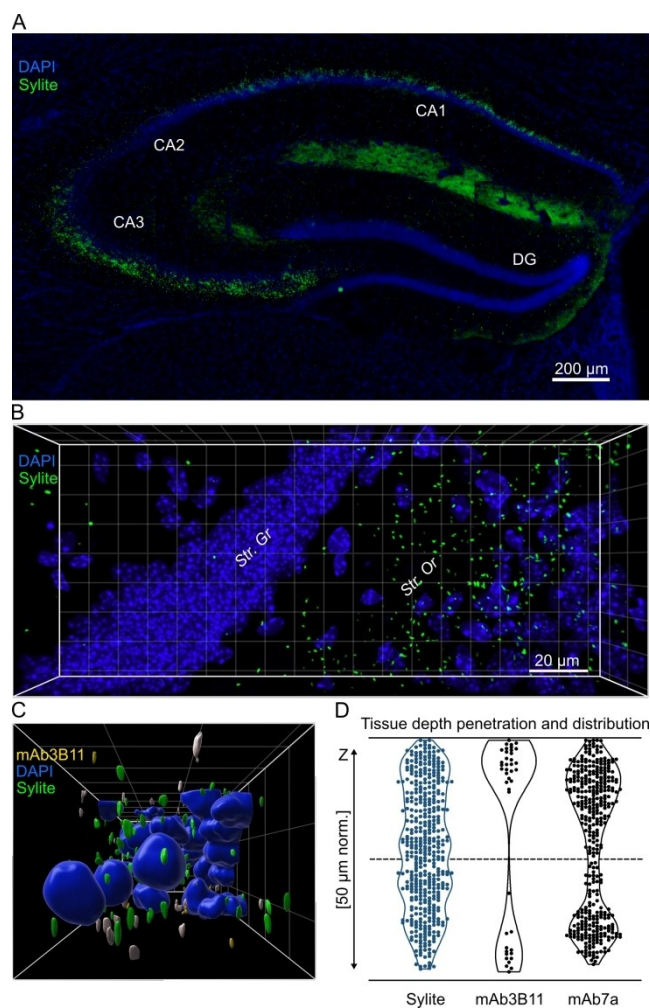 A
DAPI
Sylite
CA1
CA2
CA3
DG
200 µm
B
DAPI
Sylite
Str. Gr
Str. Or
20 µm
C
mAb3B11
DAPI
Sylite
D
Tissue depth penetration and distribution
Z
[50 µm norm.]
Sylite mAb3B11 mAb7a